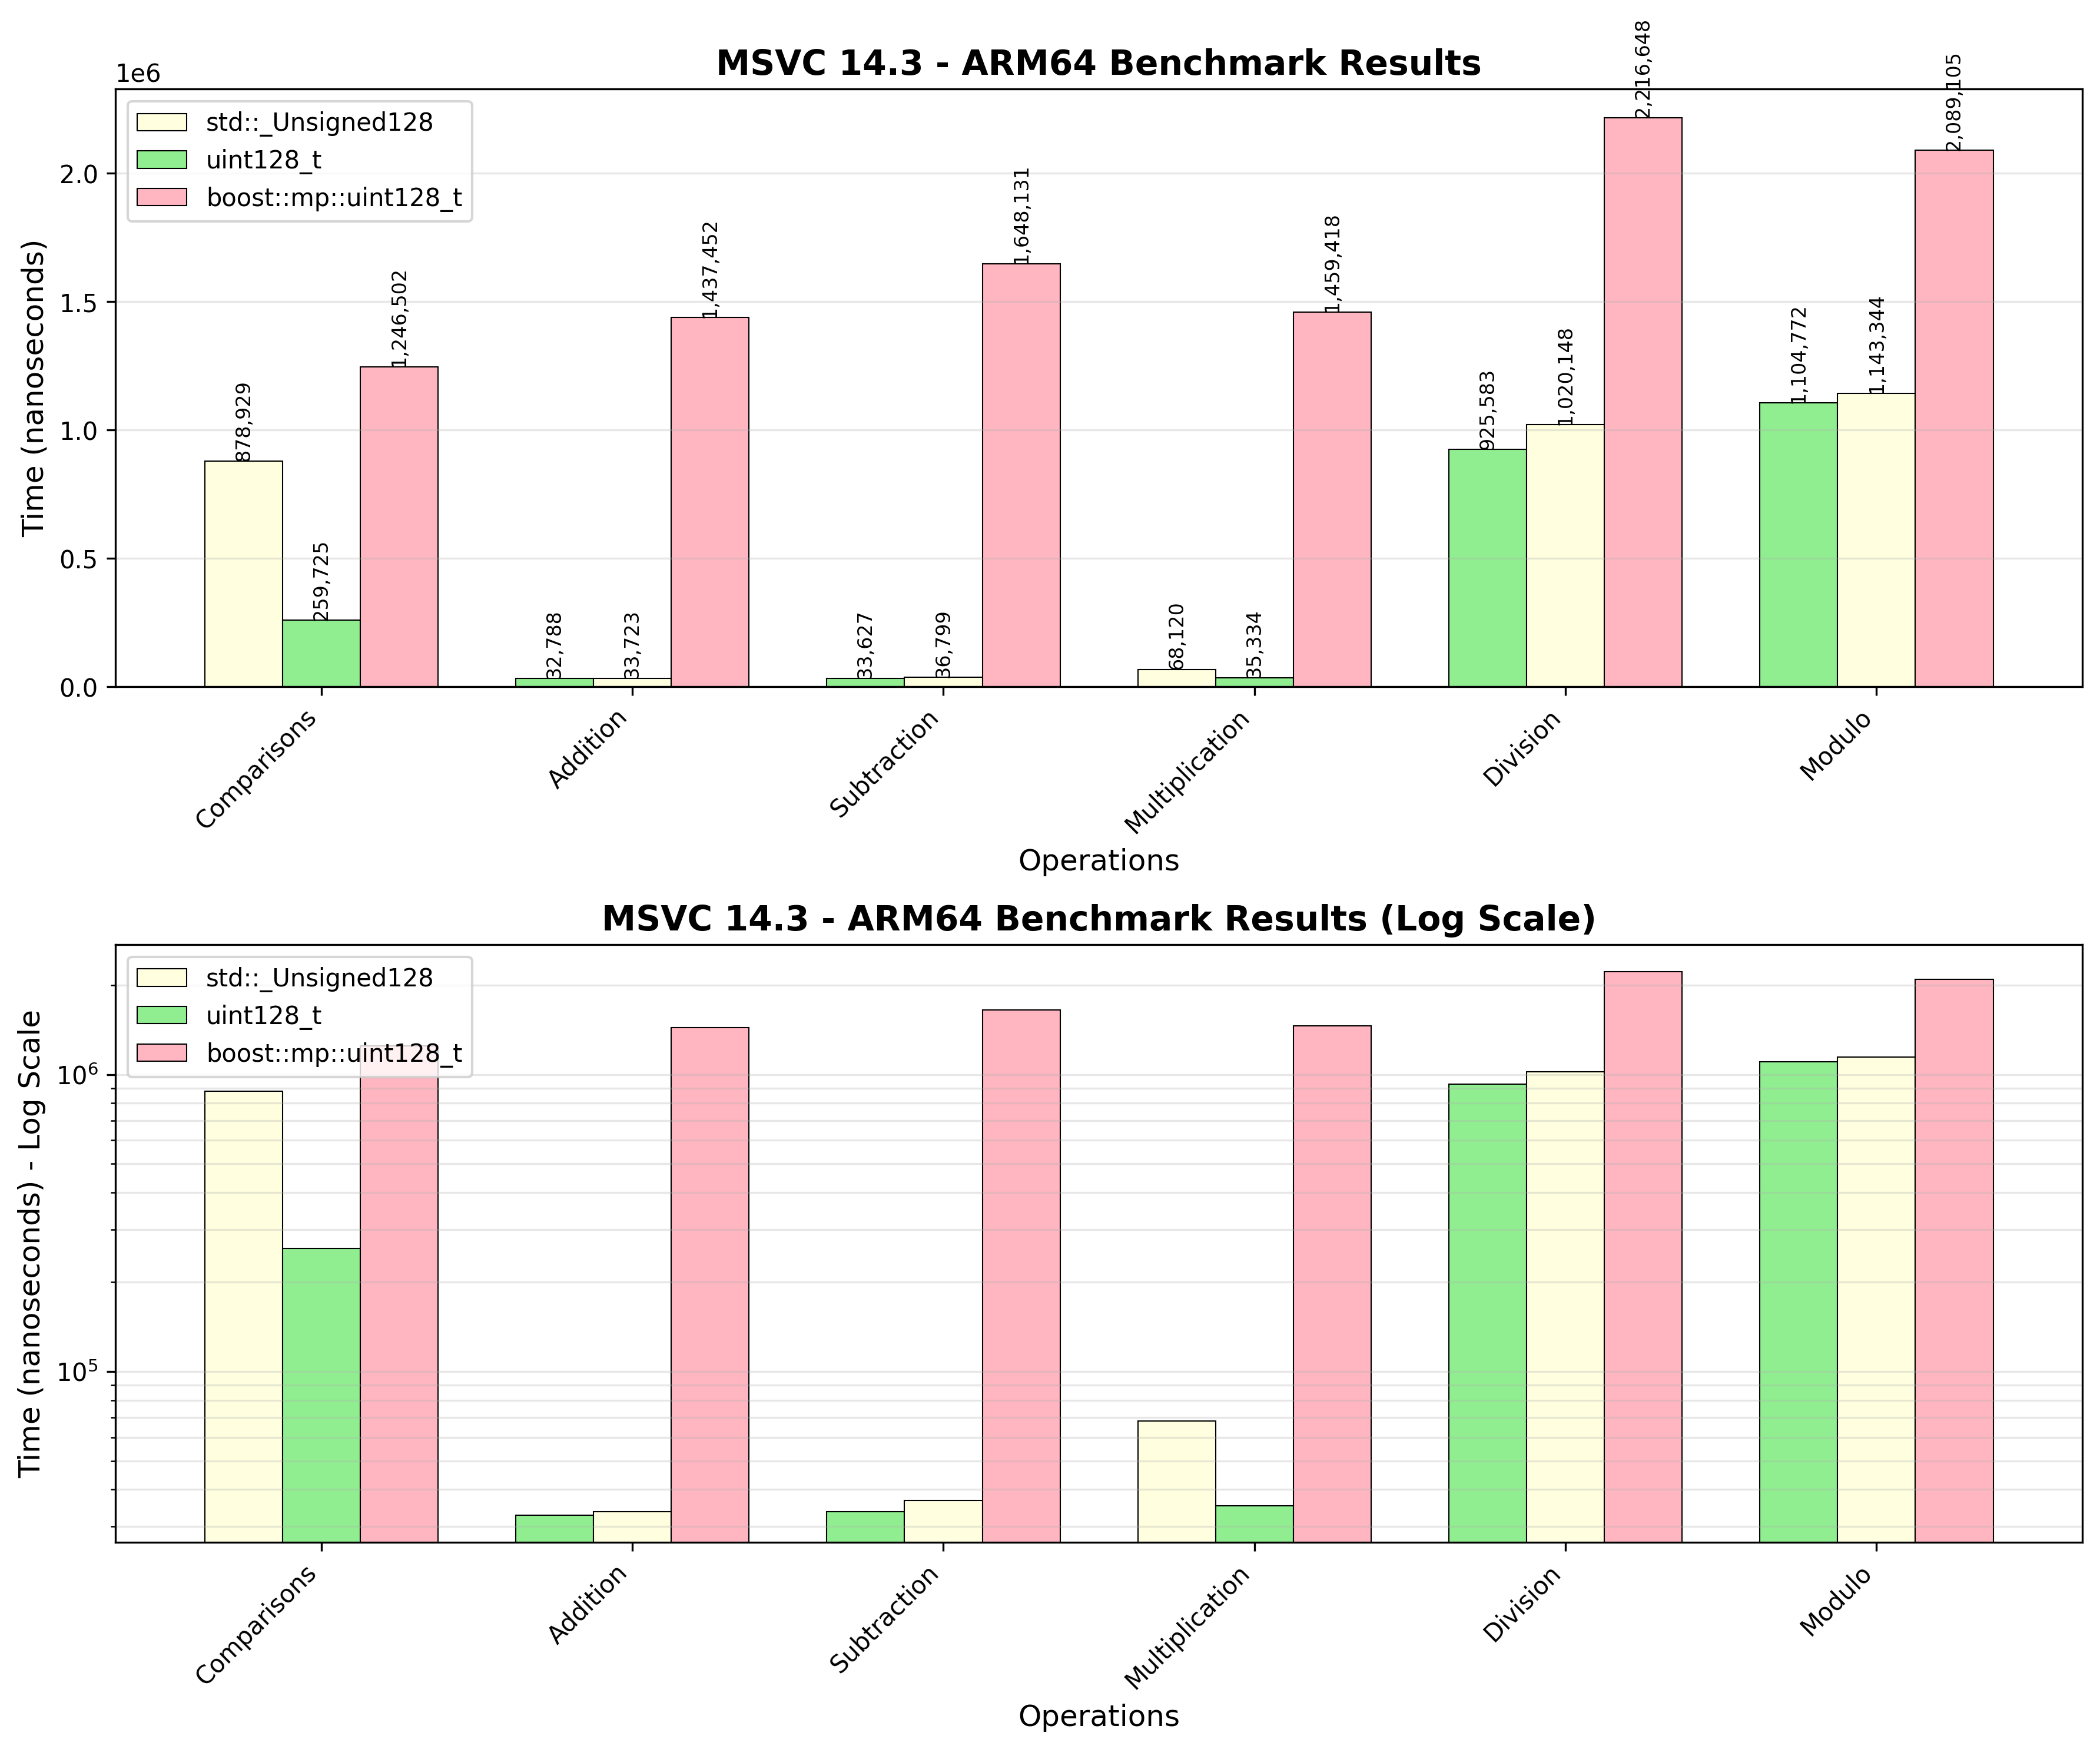 MSVC 14.3 - ARM64 Benchmark Results
1e6
std::_Unsigned128
uint128_t
boost::mp::uint128_t
Time (nanoseconds)
2.0
1.5
1.0
0.5
0.0
878,929
259,725
1,246,502
32,788
33,723
1,437,452
33,627
36,799
1,648,131
68,120
35,334
1,459,418
925,583
1,020,148
2,216,648
1,104,772
1,143,344
2,089,105
Comparisons
Addition
Subtraction
Multiplication
Division
Modulo
Operations
MSVC 14.3 - ARM64 Benchmark Results (Log Scale)
std::_Unsigned128
uint128_t
boost::mp::uint128_t
Time (nanoseconds) - Log Scale
10⁶
10⁵
Comparisons
Addition
Subtraction
Multiplication
Division
Modulo
Operations